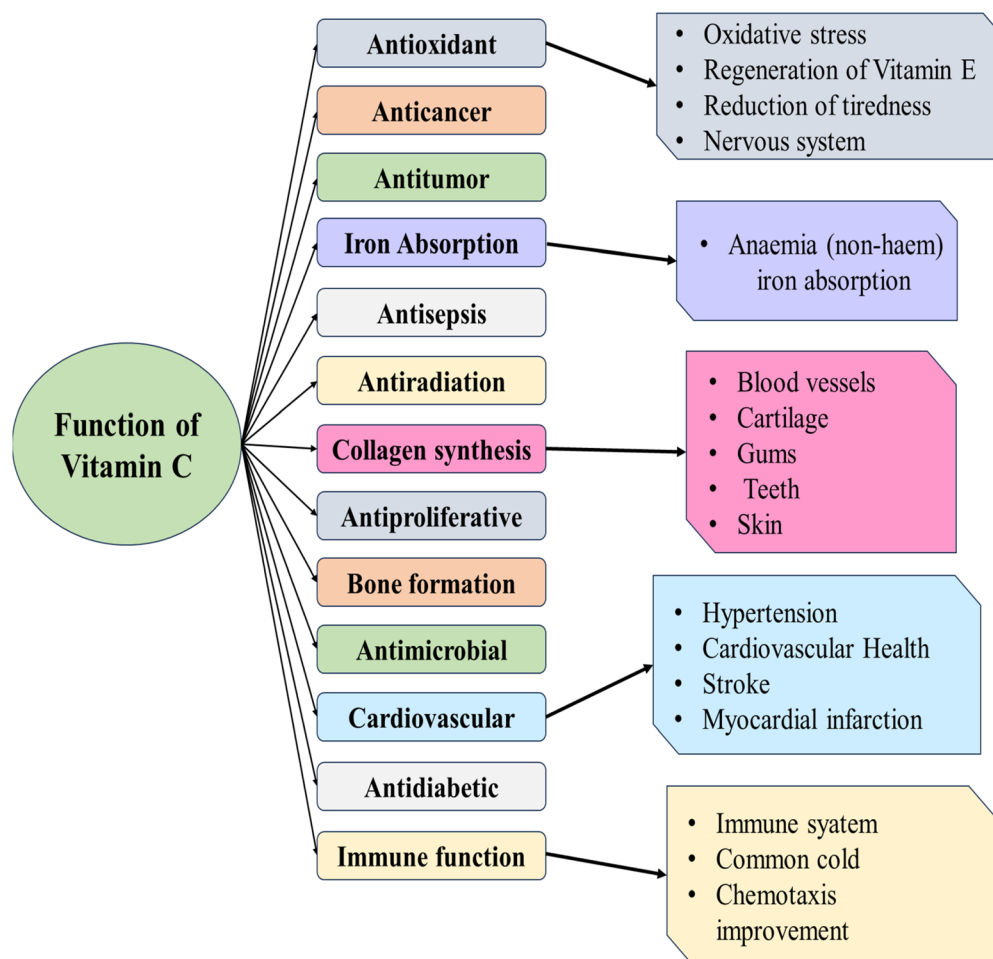 Function of
Vitamin C
Antioxidant
Anticancer
Antitumor
Iron Absorption
Antisepsis
Antiradiation
Collagen synthesis
Antiproliferative
Bone formation
Antimicrobial
Cardiovascular
Antidiabetic
Immune function
• Oxidative stress
• Regeneration of Vitamin E
• Reduction of tiredness
• Nervous system
• Anaemia (non-haem)
iron absorption
• Blood vessels
• Cartilage
• Gums
• Teeth
• Skin
• Hypertension
• Cardiovascular Health
• Stroke
• Myocardial infarction
• Immune syatem
• Common cold
• Chemotaxis
improvement